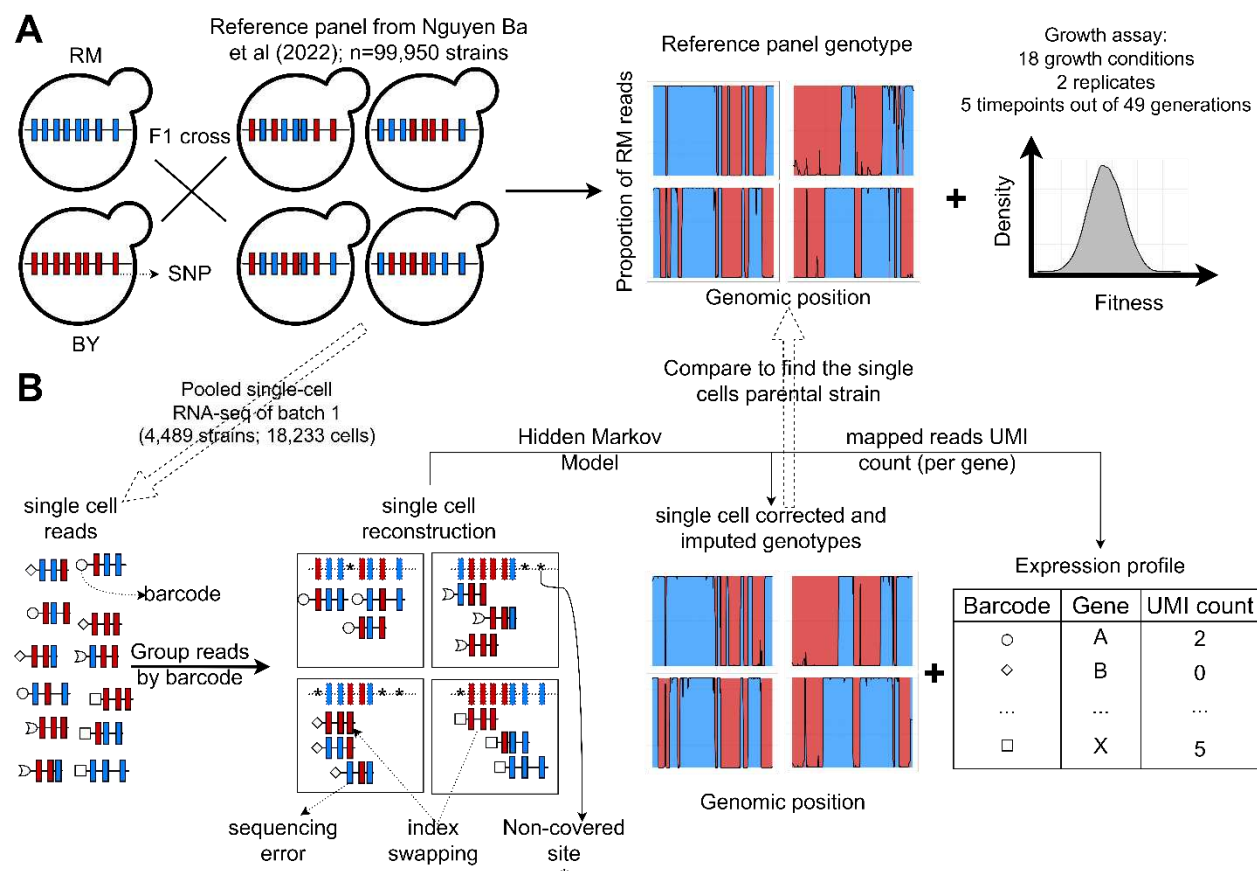 A
RM
Reference panel from Nguyen Ba
et al (2022); n=99,950 strains
F1 cross
SNP
BY
Reference panel genotype
Proportion of RM reads
Genomic position
+
Growth assay:
18 growth conditions
2 replicates
5 timepoints out of 49 generations
Density
Fitness
B
Pooled single-cell
RNA-seq of batch 1
(4,489 strains; 18,233 cells)
Compare to find the single
cells parental strain
Hidden Markov
Model
mapped reads UMI
count (per gene)
single cell
reads
barcode
Group reads
by barcode
single cell
reconstruction
* * *
* * * *
sequencing
error
index
swapping
Non-covered
site
*
single cell corrected and
imputed genotypes
Genomic position
+
Expression profile
Barcode Gene UMI count
A 2
B 0
... ... ...
X 5